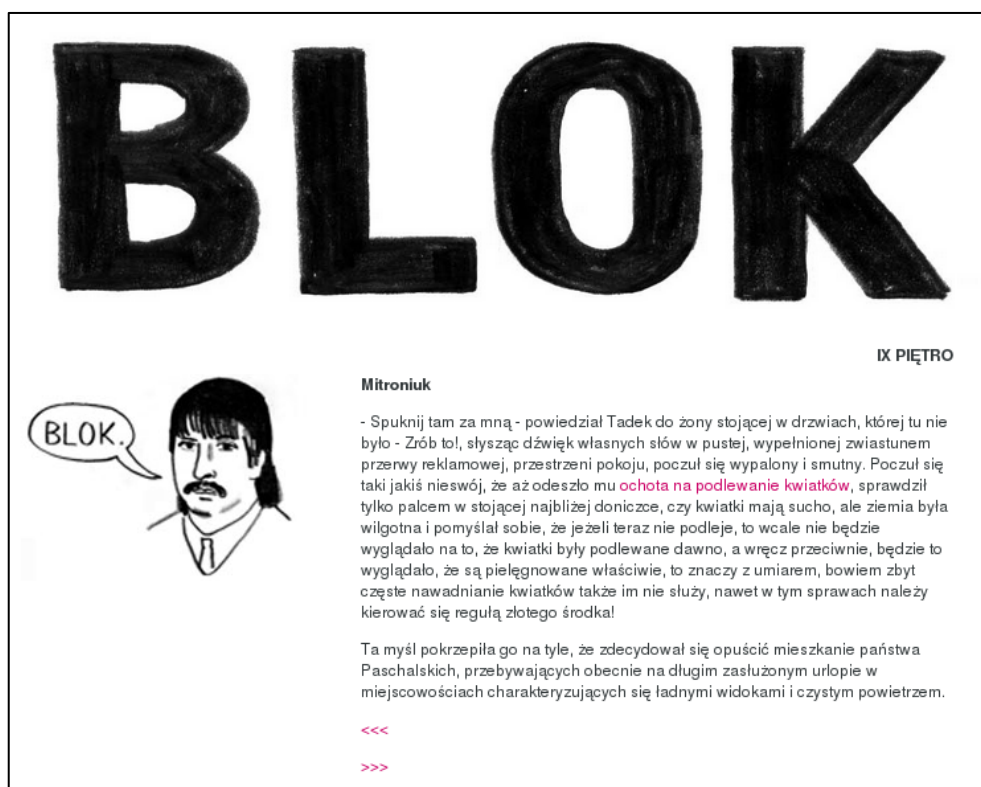 BLOK
IX PIĘTRO
BLOK.
Mitroniuk
- Spuknij tam za mną - powiedział Tadek do żony stojącej w drzwiach, której tu nie
było - Zrób to!, słysząc dźwięk własnych słów w pustej, wypełnionej zwiastunem
przerwy reklamowej, przestrzeni pokoju, poczuł się wypalony i smutny. Poczuł się
taki jakiś nieswój, że aż odeszło mu ochota na podlewanie kwiatków, sprawdził
tylko palcem w stojącej najbliżej doniczce, czy kwiatki mają sucho, ale ziemia była
wilgotna i pomyślał sobie, że jeżeli teraz nie podleje, to wcale nie będzie
wyglądało na to, że kwiatki były podlewane dawno, a wręcz przeciwnie, będzie to
wyglądało, że są pielęgnowane właściwie, to znaczy z umiarem, bowiem zbyt
częste nawadnianie kwiatków także im nie służy, nawet w tym sprawach należy
kierować się regułą złotego środka!
Ta myśl pokrzepiła go na tyle, że zdecydował się opuścić mieszkanie państwa
Paschalskich, przebywających obecnie na długim zasłużonym urlopie w
miejscowościach charakteryzujących się ładnymi widokami i czystym powietrzem.
<<<
>>>